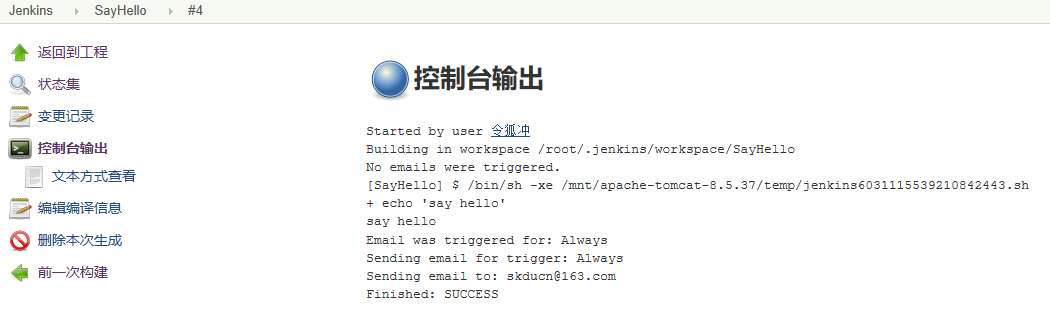 Jenkins SayHello #4
返回到工程
状态集
变更记录
控制台输出
文本方式查看
编辑编译信息
删除本次生成
前一次构建
控制台输出
Started by user 令狐冲
Building in workspace /root/.jenkins/workspace/SayHello
No emails were triggered.
[SayHello] $ /bin/sh -xe /mnt/apache-tomcat-8.5.37/temp/jenkins6031115539210842443.sh
+ echo 'say hello'
say hello
Email was triggered for: Always
Sending email for trigger: Always
Sending email to: skducn@163.com
Finished: SUCCESS